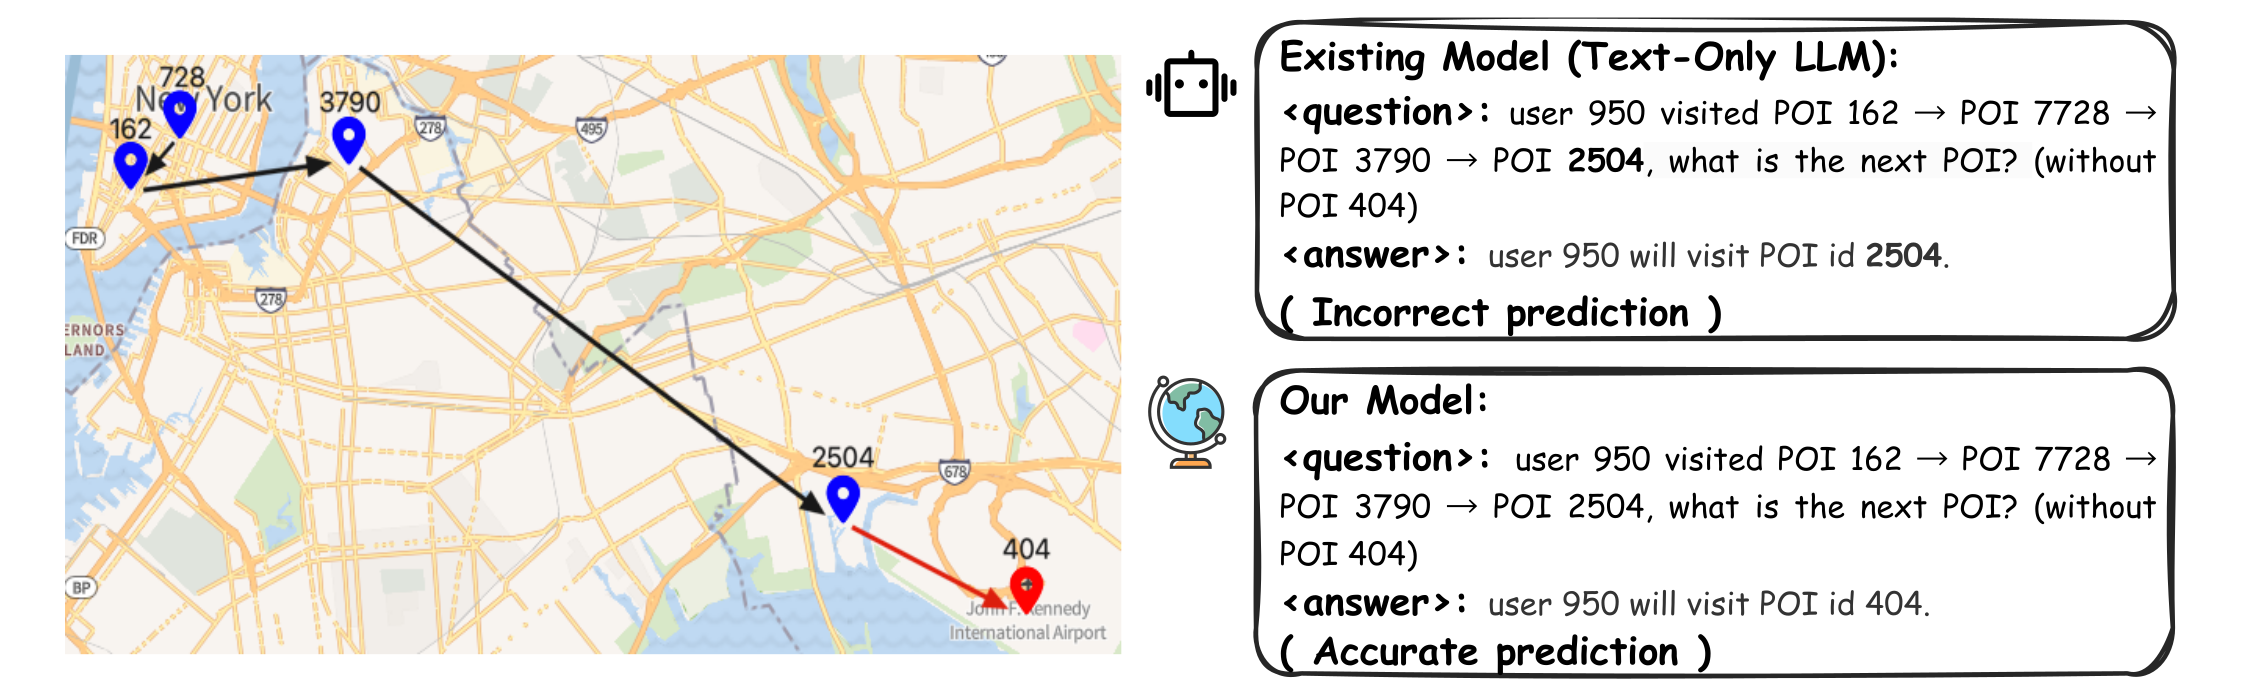 728
New York
3790
162
278
495
FDR
278
ERNORS
LAND
2504
678
404
BP
John F. Kennedy
International Airport
Existing Model (Text-Only LLM):
<question>: user 950 visited POI 162 → POI 7728 →
POI 3790 → POI 2504, what is the next POI? (without
POI 404)
<answer>: user 950 will visit POI id 2504.
( Incorrect prediction )
Our Model:
<question>: user 950 visited POI 162 → POI 7728 →
POI 3790 → POI 2504, what is the next POI? (without
POI 404)
<answer>: user 950 will visit POI id 404.
( Accurate prediction )